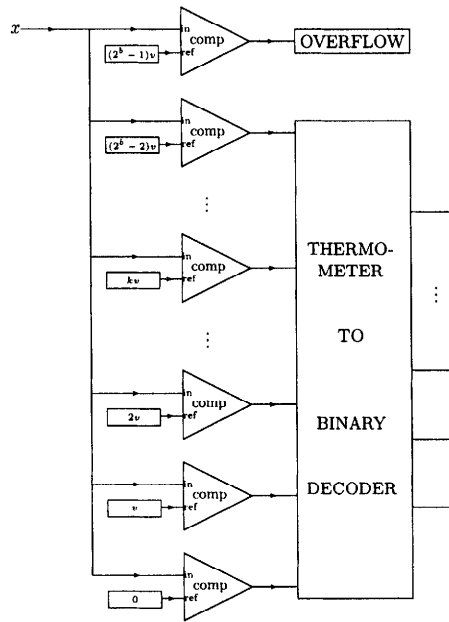 x
in
comp
OVERFLOW
(2^b − 1)v
ref
in
comp
(2^b − 2)v
ref
⋮
in
comp
kv
ref
THERMO-
METER
⋮
⋮
TO
in
comp
2v
ref
BINARY
in
comp
v
ref
DECODER
in
comp
0
ref